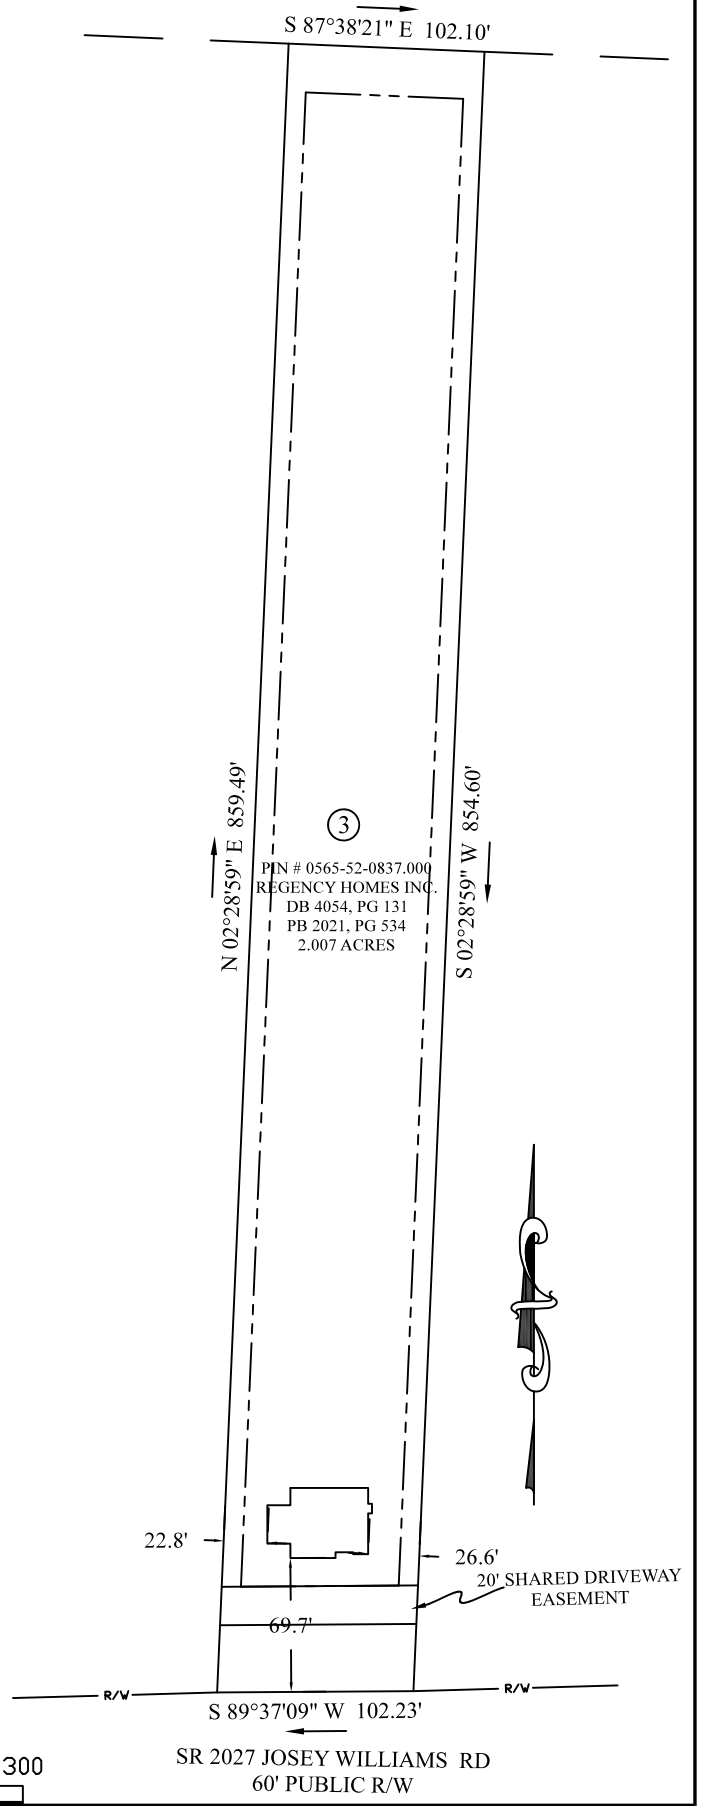 S 87°38'21" E 102.10'
N 02°28'59" E 859.49'
S 02°28'59" W 854.60'
3
PIN # 0565-52-0837.000
REGENCY HOMES INC.
DB 4054, PG 131
PB 2021, PG 534
2.007 ACRES
22.8'
26.6'
20' SHARED DRIVEWAY
EASEMENT
69.7'
R/W
R/W
S 89°37'09" W 102.23'
SR 2027 JOSEY WILLIAMS RD
60' PUBLIC R/W
300